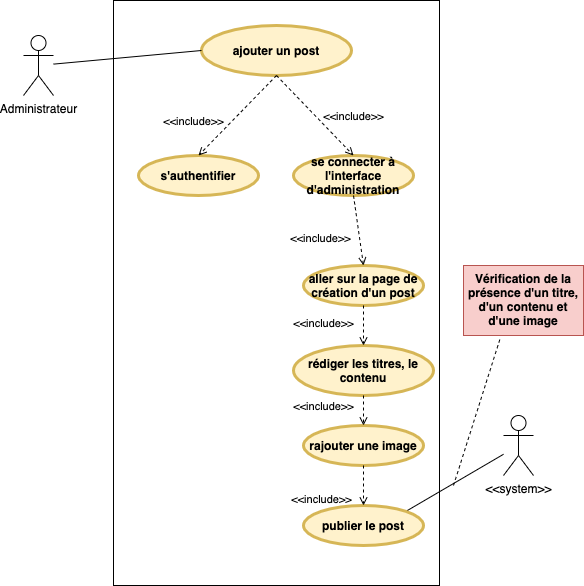 ajouter un post
Administrateur
<<include>>
<<include>>
s'authentifier
se connecter à
l'interface
d'administration
<<include>>
aller sur la page de
création d'un post
Vérification de la
présence d'un titre,
d'un contenu et
d'une image
<<include>>
rédiger les titres, le
contenu
<<include>>
rajouter une image
<<system>>
<<include>>
publier le post